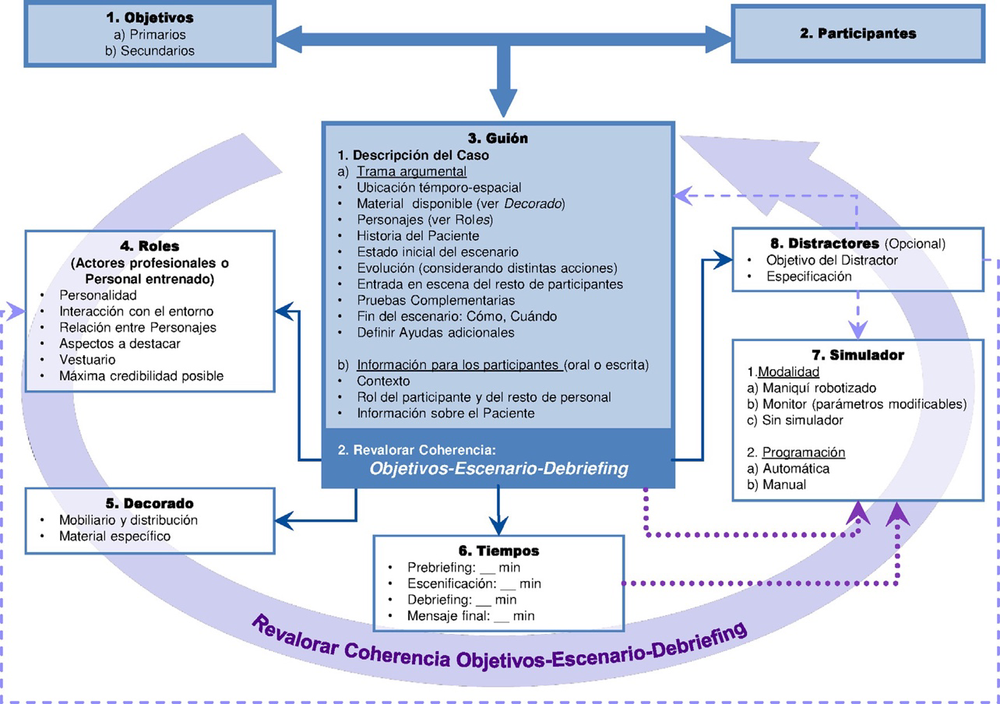 1. Objetivos
a) Primarios
b) Secundarios
2. Participantes
3. Guión
1. Descripción del Caso
a) Trama argumental
• Ubicación témporo-espacial
• Material disponible (ver Decorado)
• Personajes (ver Roles)
• Historia del Paciente
• Estado inicial del escenario
• Evolución (considerando distintas acciones)
• Entrada en escena del resto de participantes
• Pruebas Complementarias
• Fin del escenario: Cómo, Cuándo
• Definir Ayudas adicionales
b) Información para los participantes (oral o escrita)
• Contexto
• Rol del participante y del resto de personal
• Información sobre el Paciente
2. Revalorar Coherencia:
Objetivos-Escenario-Debriefing
4. Roles
(Actores profesionales o
Personal entrenado)
• Personalidad
• Interacción con el entorno
• Relación entre Personajes
• Aspectos a destacar
• Vestuario
• Máxima credibilidad posible
5. Decorado
• Mobiliario y distribución
• Material específico
6. Tiempos
• Prebriefing: __ min
• Escenificación: __ min
• Debriefing: __ min
• Mensaje final: __ min
8. Distractores (Opcional)
• Objetivo del Distractor
• Especificación
7. Simulador
1.Modalidad
a) Maniquí robotizado
b) Monitor (parámetros modificables)
c) Sin simulador
2. Programación
a) Automática
b) Manual
Revalorar Coherencia Objetivos-Escenario-Debriefing